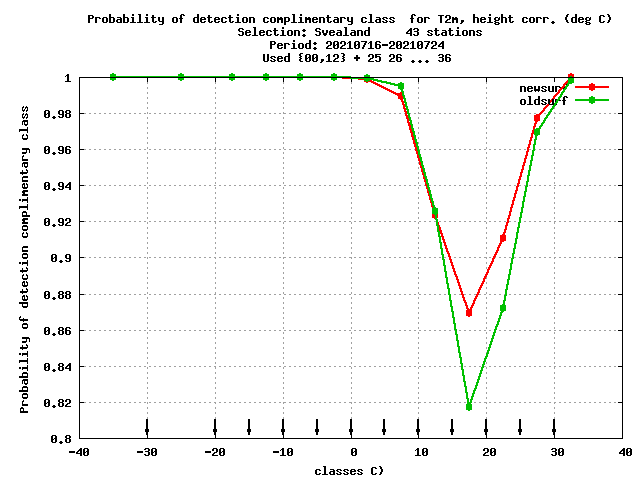 Probability of detection complimentary class  for T2m, height corr. (deg C)
Selection: Svealand     43 stations
Period: 20210716-20210724
Used {00,12} + 25 26 ... 36
newsurf
oldsurf
1
0.98
0.96
0.94
0.92
0.9
0.88
0.86
0.84
0.82
0.8
Probability of detection complimentary class
-40 -30 -20 -10 0 10 20 30 40
classes C)